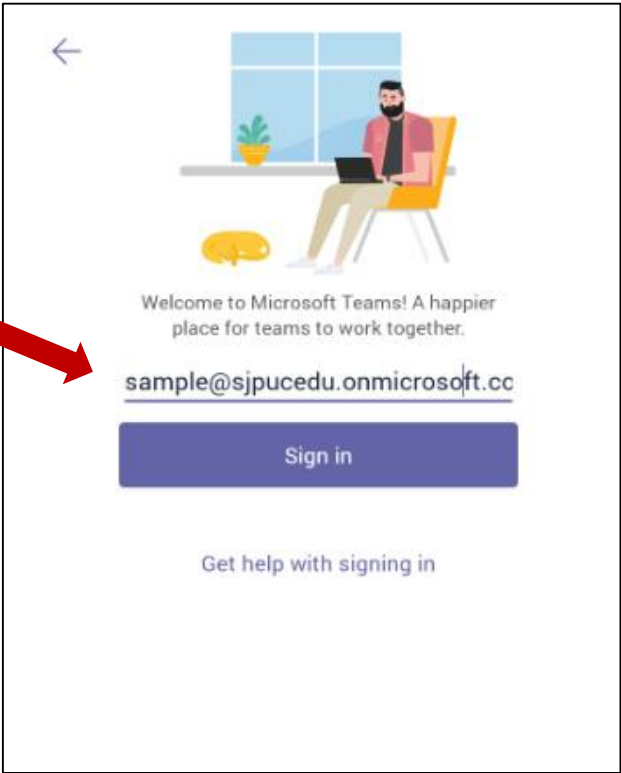 Welcome to Microsoft Teams! A happier
place for teams to work together.
sample@sjpucedu.onmicrosoft.cc
Sign in
Get help with signing in